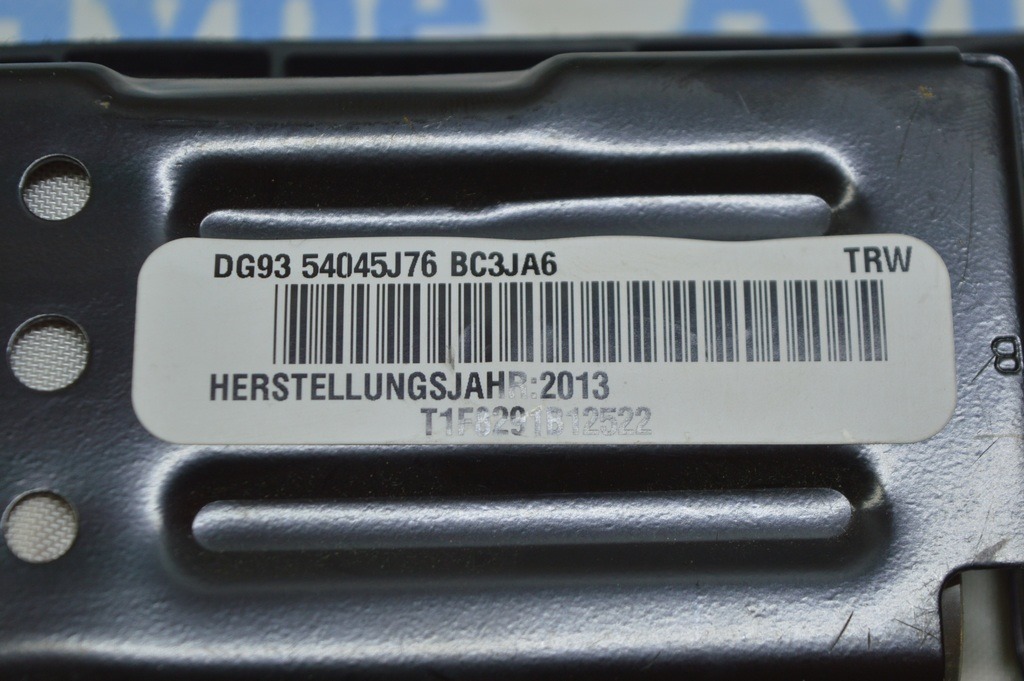 DG93 54045J76 BC3JA6 TRW
HERSTELLUNGSJAHR:2013
B